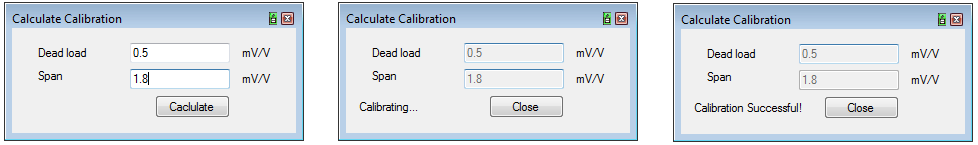 Calculate Calibration
Dead load 0.5 mV/V
Span 1.8 mV/V
Caclulate
Calculate Calibration
Dead load 0.5 mV/V
Span 1.8 mV/V
Calibrating... Close
Calculate Calibration
Dead load 0.5 mV/V
Span 1.8 mV/V
Calibration Successful! Close